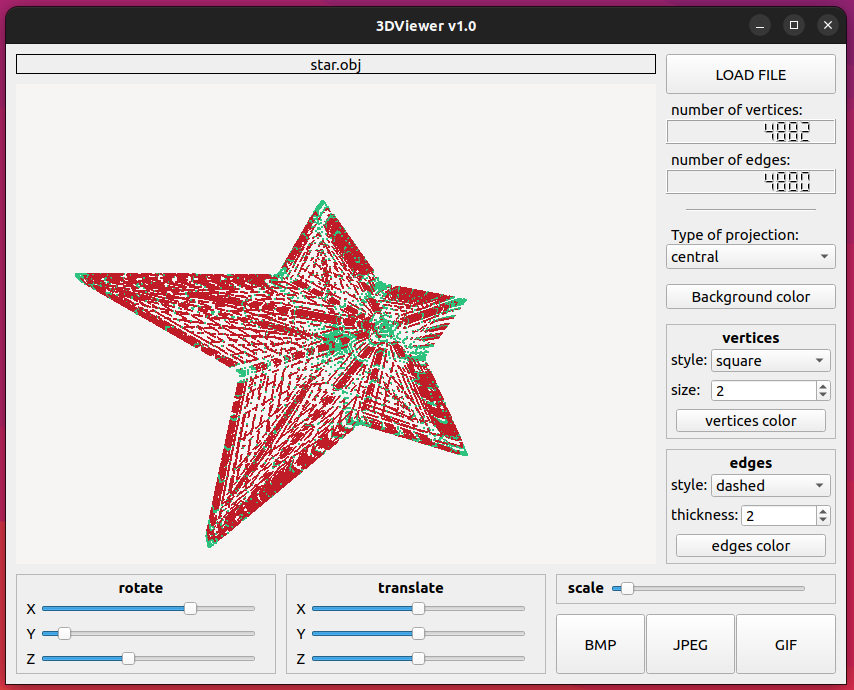 3DViewer v1.0
star.obj
LOAD FILE
number of vertices:
4882
number of edges:
4880
Type of projection:
central
Background color
vertices
style: square
size: 2
vertices color
edges
style: dashed
thickness: 2
edges color
rotate
X
Y
Z
translate
X
Y
Z
scale
BMP JPEG GIF